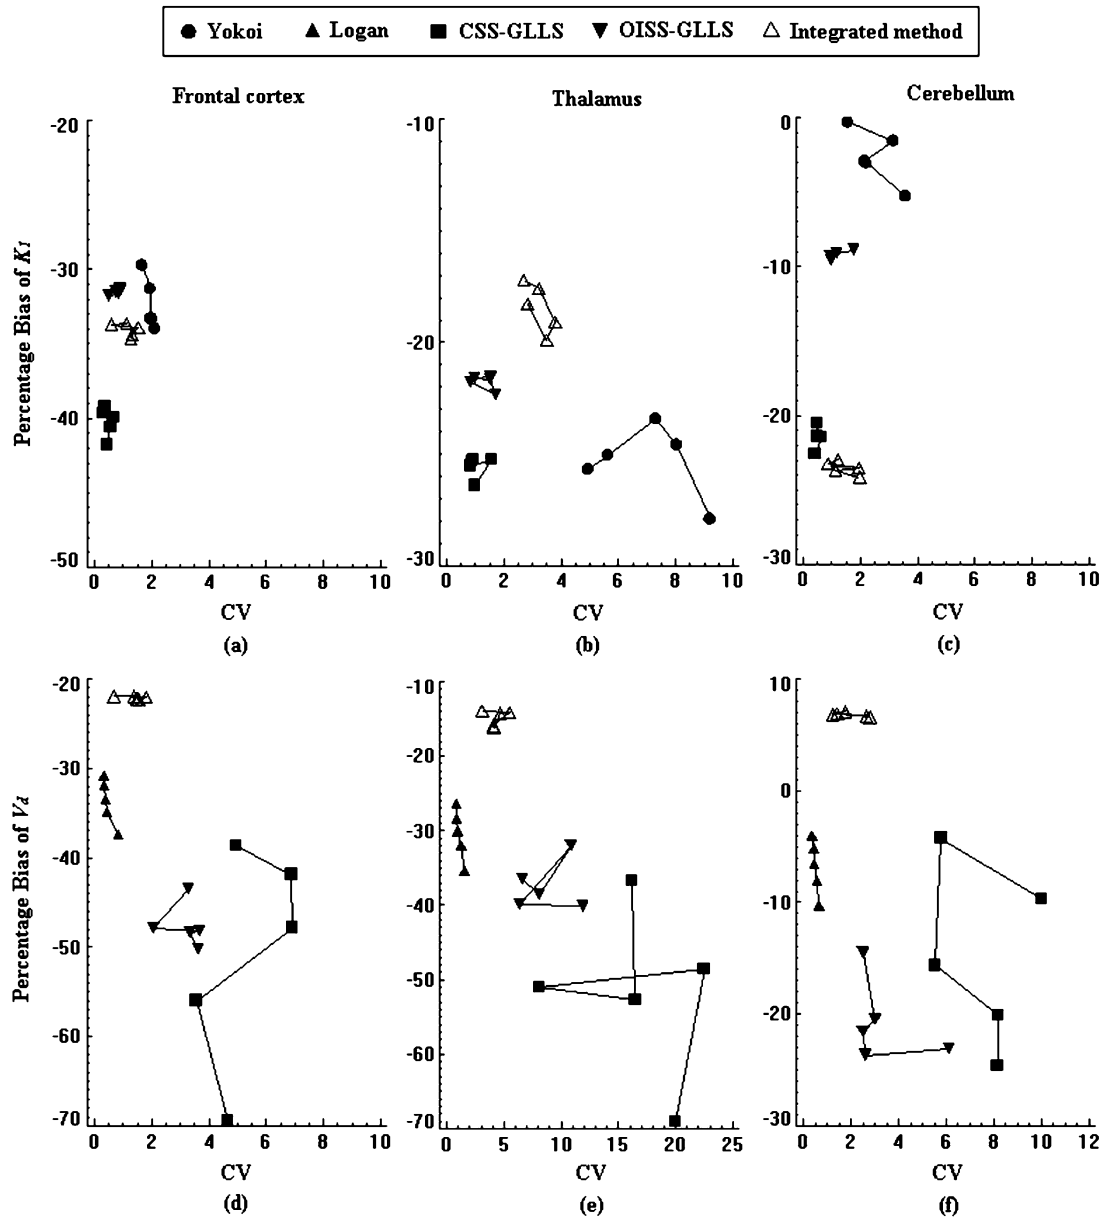 Yokoi Logan CSS-GLLS OISS-GLLS Integrated method
Frontal cortex Thalamus Cerebellum
Percentage Bias of K1
-20
-30
-40
-50
0 2 4 6 8 10
CV
(a)
-10
-20
-30
0 2 4 6 8 10
CV
(b)
0
-10
-20
-30
0 2 4 6 8 10
CV
(c)
Percentage Bias of Vd
-20
-30
-40
-50
-60
-70
0 2 4 6 8 10
CV
(d)
-10
-20
-30
-40
-50
-60
-70
0 5 10 15 20 25
CV
(e)
10
0
-10
-20
-30
0 2 4 6 8 10 12
CV
(f)